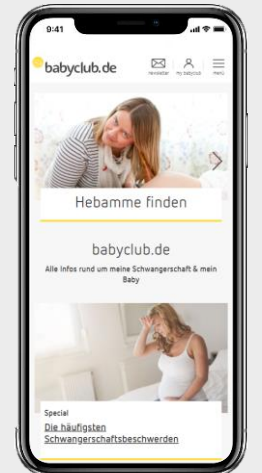 9:41
babyclub.de
newsletter my babyclub menü
Hebamme finden
babyclub.de
Alle Infos rund um meine Schwangerschaft & mein
Baby
Special
Die häufigsten
Schwangerschaftsbeschwerden